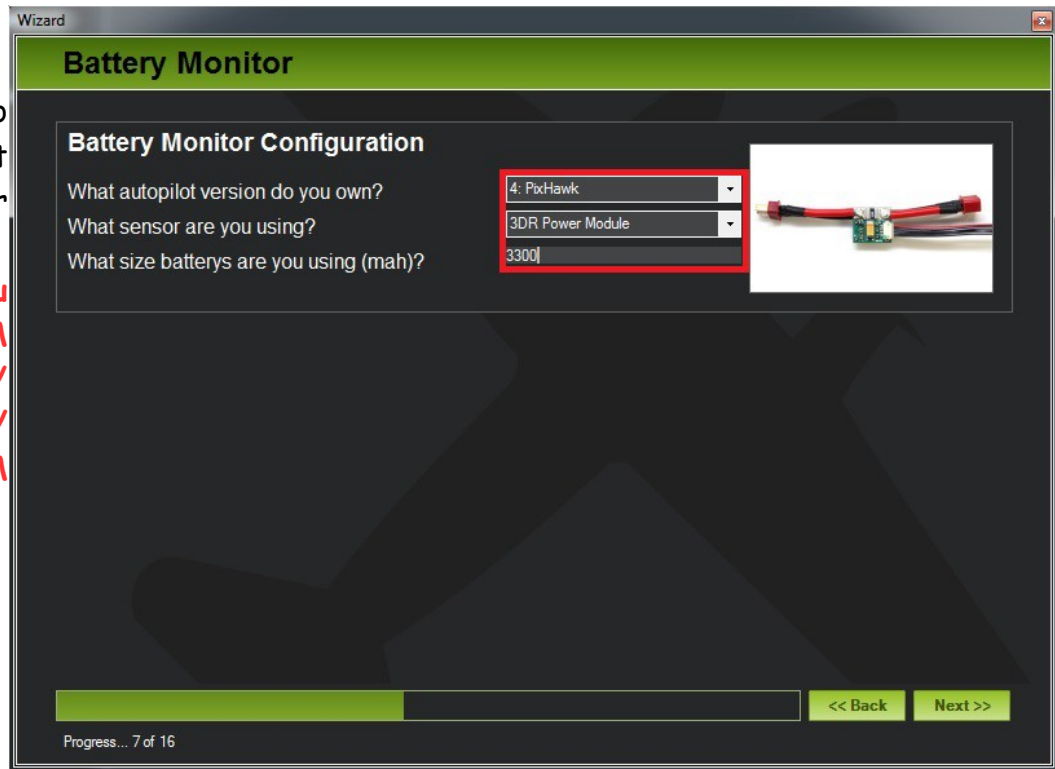 Wizard
Battery Monitor
Battery Monitor Configuration
What autopilot version do you own?
4: PixHawk
What sensor are you using?
3DR Power Module
What size batterys are you using (mah)?
3300
<< Back
Next >>
Progress... 7 of 16